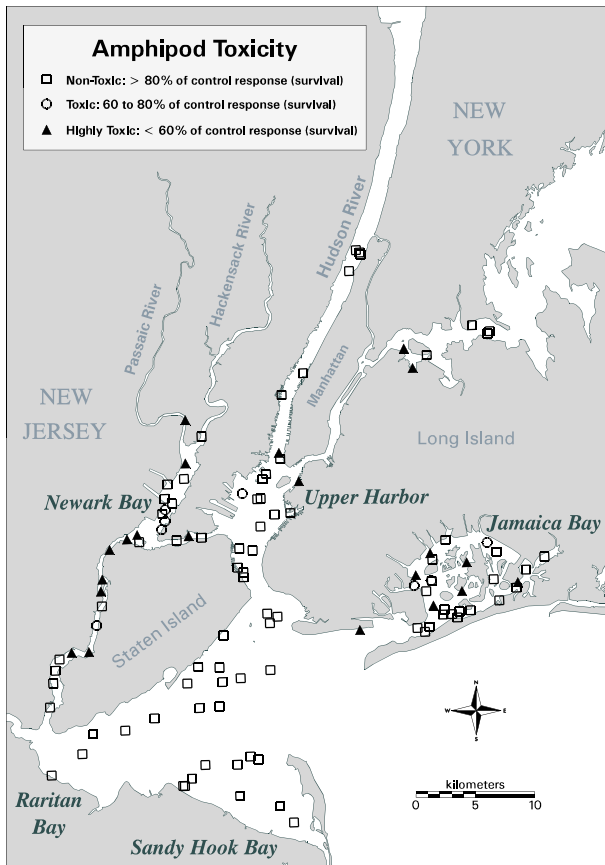 Amphipod Toxicity
Non-Toxic: > 80% of control response (survival)
Toxic: 60 to 80% of control response (survival)
Highly Toxic: < 60% of control response (survival)
NEW
YORK
Hudson River
Hackensack River
Passaic River
Manhattan
NEW
JERSEY
Long Island
Newark Bay
Upper Harbor
Jamaica Bay
Staten Island
N
W
E
S
kilometers
0
5
10
Raritan
Bay
Sandy Hook Bay